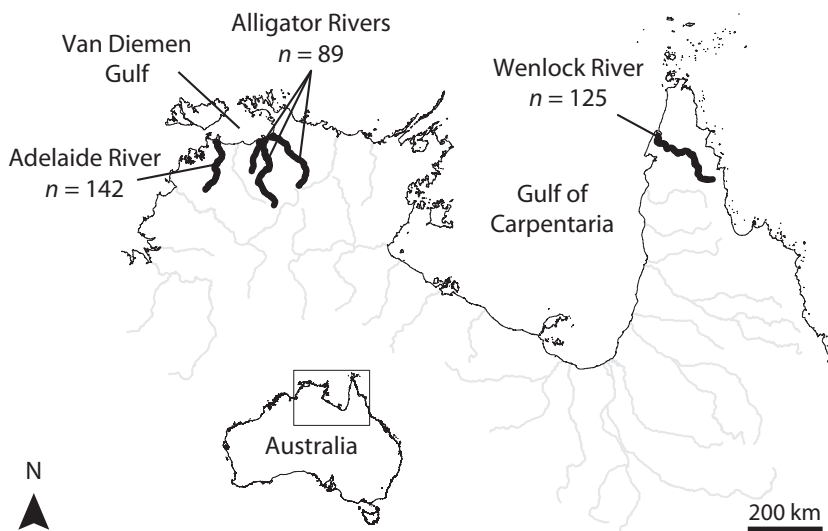 Alligator Rivers
n = 89
Van Diemen
Gulf
Wenlock River
n = 125
Adelaide River
n = 142
Gulf of
Carpentaria
Australia
N
200 km